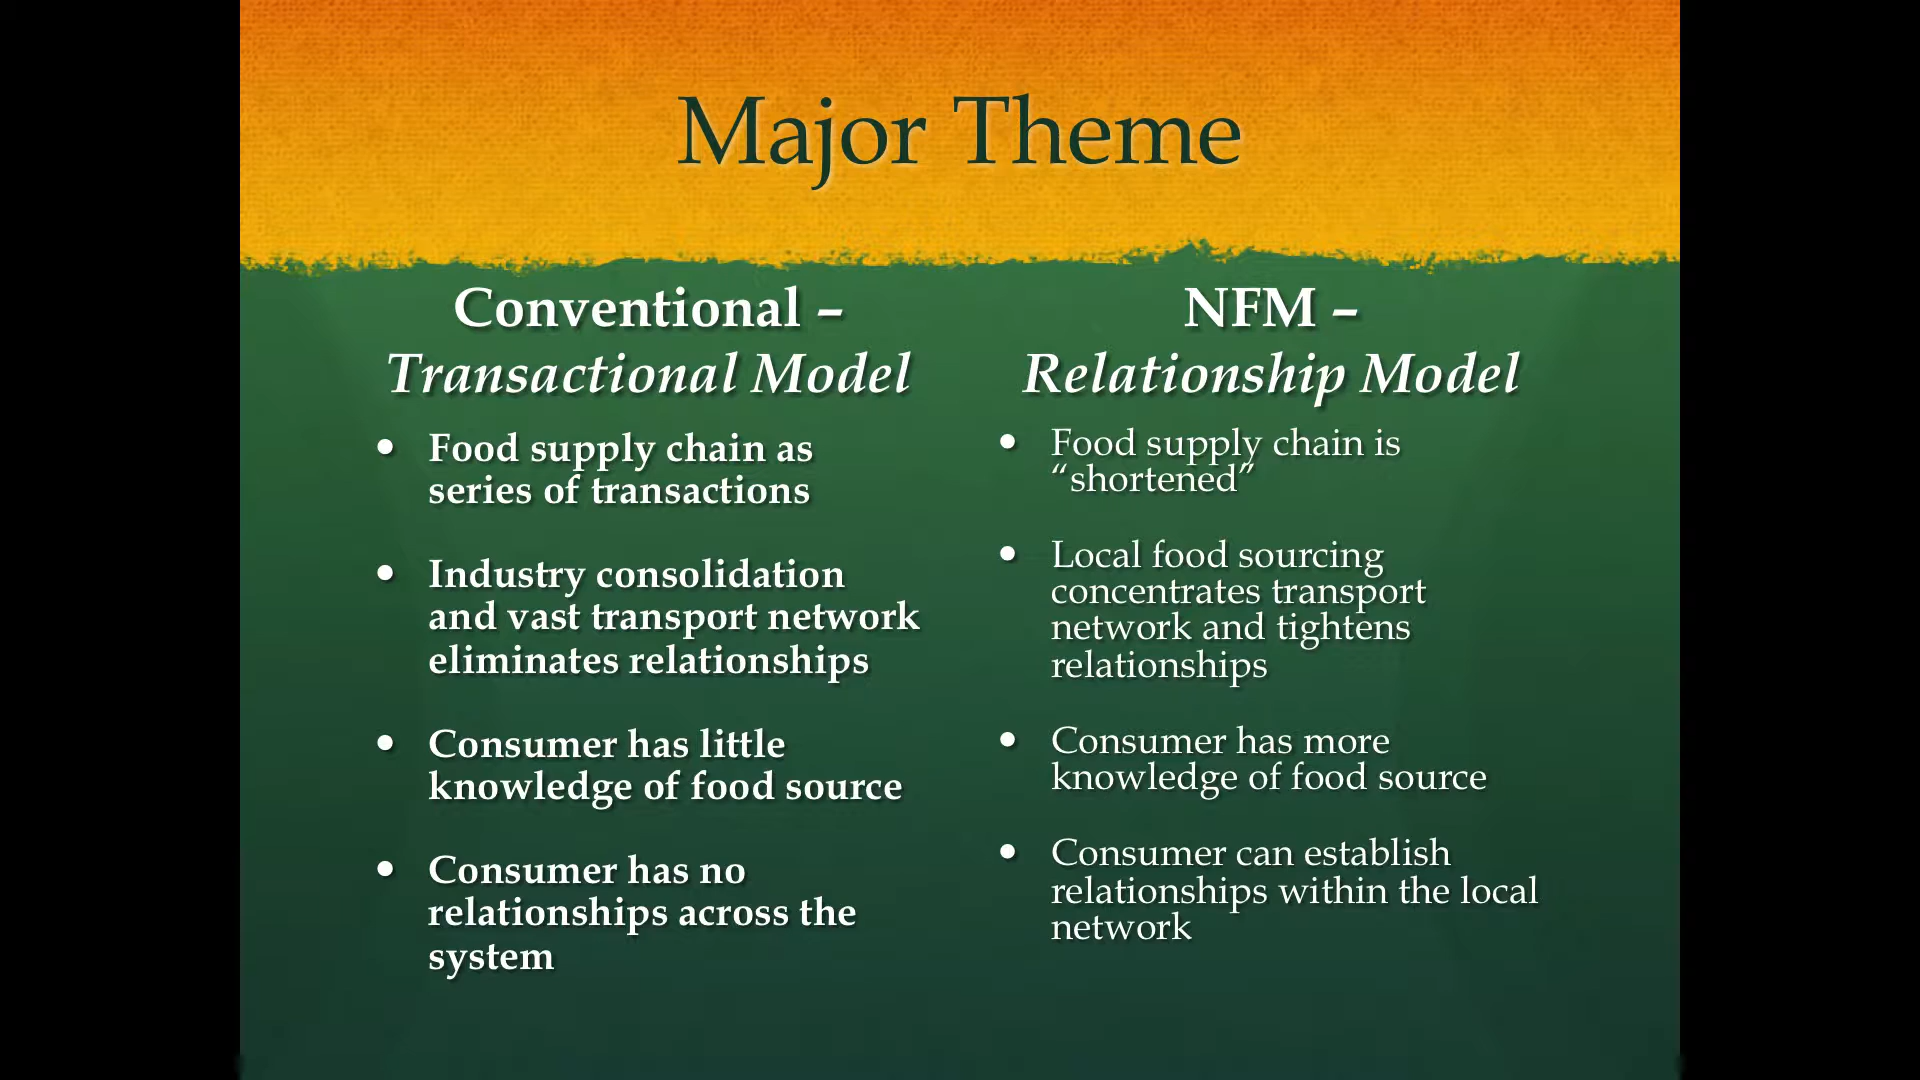 Major Theme
Conventional –
Transactional Model
• Food supply chain as
series of transactions
• Industry consolidation
and vast transport network
eliminates relationships
• Consumer has little
knowledge of food source
• Consumer has no
relationships across the
system
NFM –
Relationship Model
• Food supply chain is
“shortened”
• Local food sourcing
concentrates transport
network and tightens
relationships
• Consumer has more
knowledge of food source
• Consumer can establish
relationships within the local
network